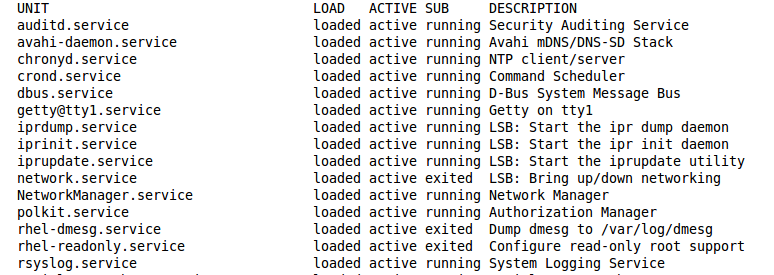 UNIT LOAD ACTIVE SUB DESCRIPTION
auditd.service loaded active running Security Auditing Service
avahi-daemon.service loaded active running Avahi mDNS/DNS-SD Stack
chronyd.service loaded active running NTP client/server
crond.service loaded active running Command Scheduler
dbus.service loaded active running D-Bus System Message Bus
getty@tty1.service loaded active running Getty on tty1
iprdump.service loaded active running LSB: Start the ipr dump daemon
iprinit.service loaded active running LSB: Start the ipr init daemon
iprupdate.service loaded active running LSB: Start the iprupdate utility
network.service loaded active exited LSB: Bring up/down networking
NetworkManager.service loaded active running Network Manager
polkit.service loaded active running Authorization Manager
rhel-dmesg.service loaded active exited Dump dmesg to /var/log/dmesg
rhel-readonly.service loaded active exited Configure read-only root support
rsyslog.service loaded active running System Logging Service